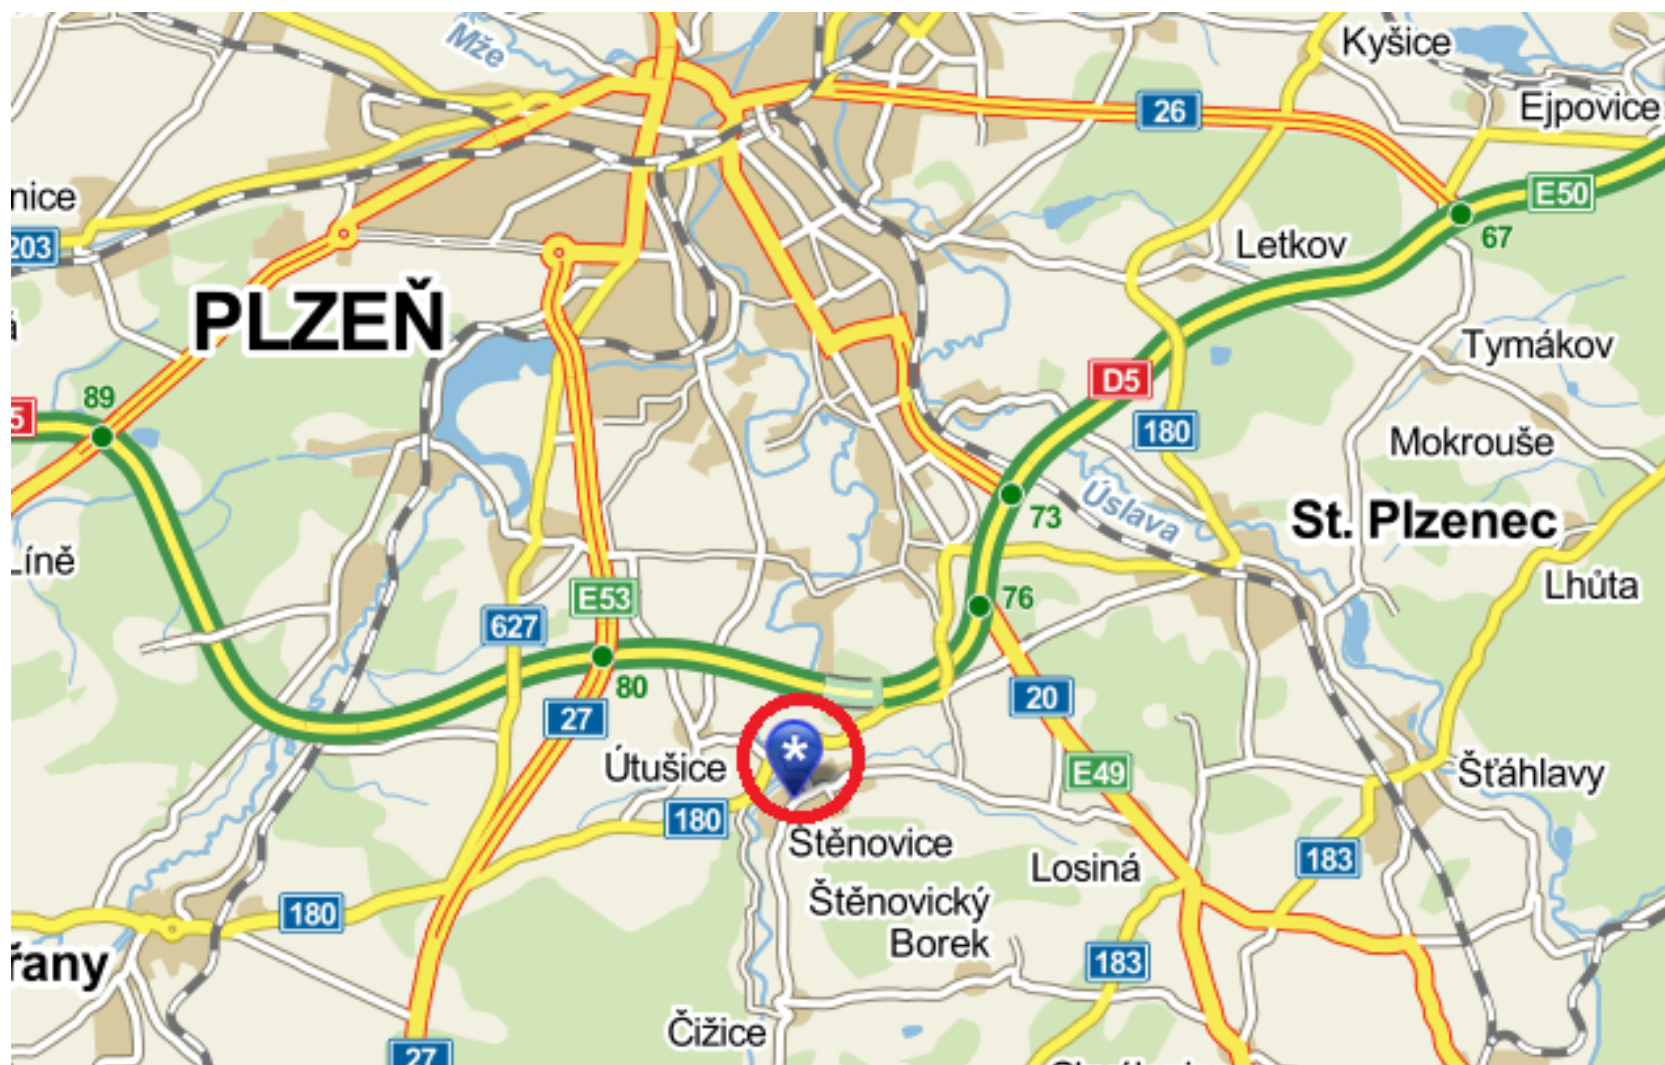 Kyšice
Mže
26
Ejpovice
E50
nice
67
203
Letkov
PLZEŇ
Tymákov
D5
89
5
180
Mokrouše
Úslava
73
St. Plzenec
Líně
Lhůta
E53
76
627
80
20
27
*
Útušice
E49
Šťáhlavy
180
Štěnovice
183
Losiná
Štěnovický
Borek
180
řany
183
Čižice
27